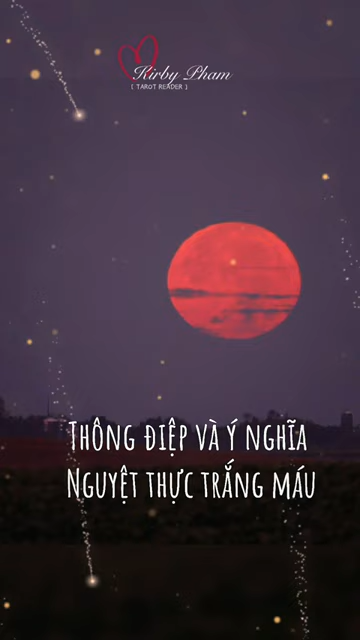 Kirby Pham
[ TAROT READER ]
THÔNG ĐIỆP VÀ Ý NGHĨA
NGUYỆT THỰC TRẮNG MÁU